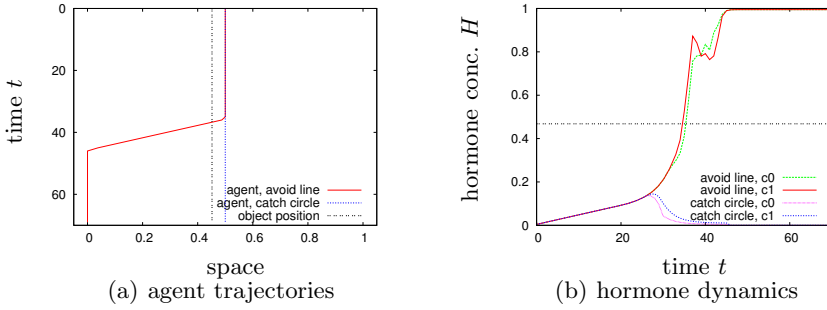 time t
0
20
40
60
0
0.2
0.4
0.6
0.8
1
agent, avoid line
agent, catch circle
object position
space
(a) agent trajectories
hormone conc. H
1
0.8
0.6
0.4
0.2
0
0
20
40
60
avoid line, c0
avoid line, c1
catch circle, c0
catch circle, c1
time t
(b) hormone dynamics